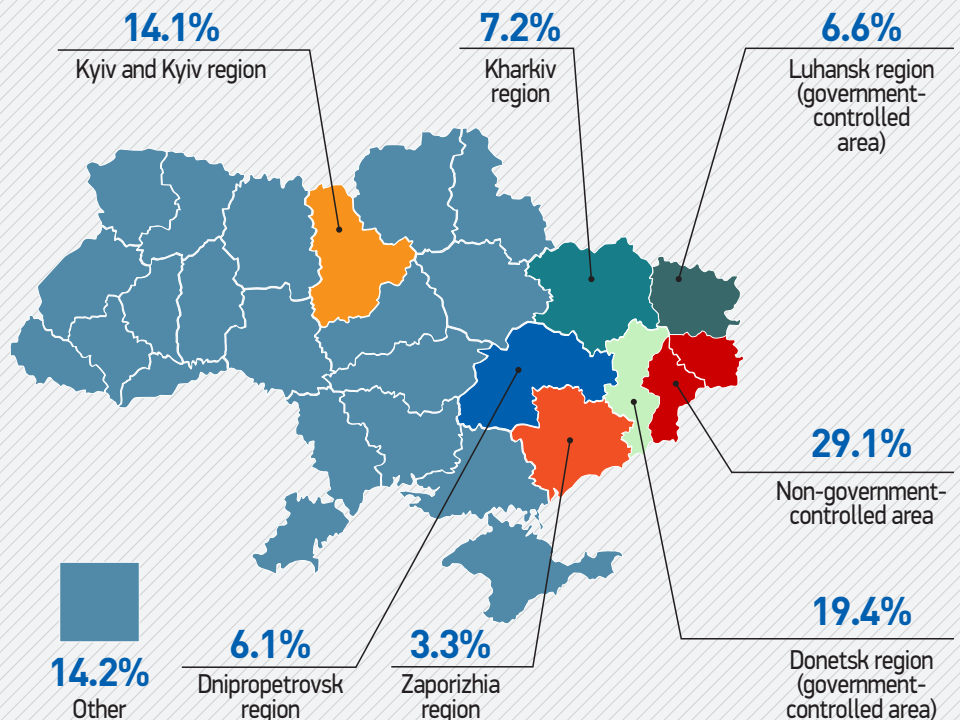 14.1%
Kyiv and Kyiv region
7.2%
Kharkiv
region
6.6%
Luhansk region
(government-
controlled
area)
29.1%
Non-government-
controlled area
19.4%
Donetsk region
(government-
controlled area)
3.3%
Zaporizhia
region
6.1%
Dnipropetrovsk
region
14.2%
Other